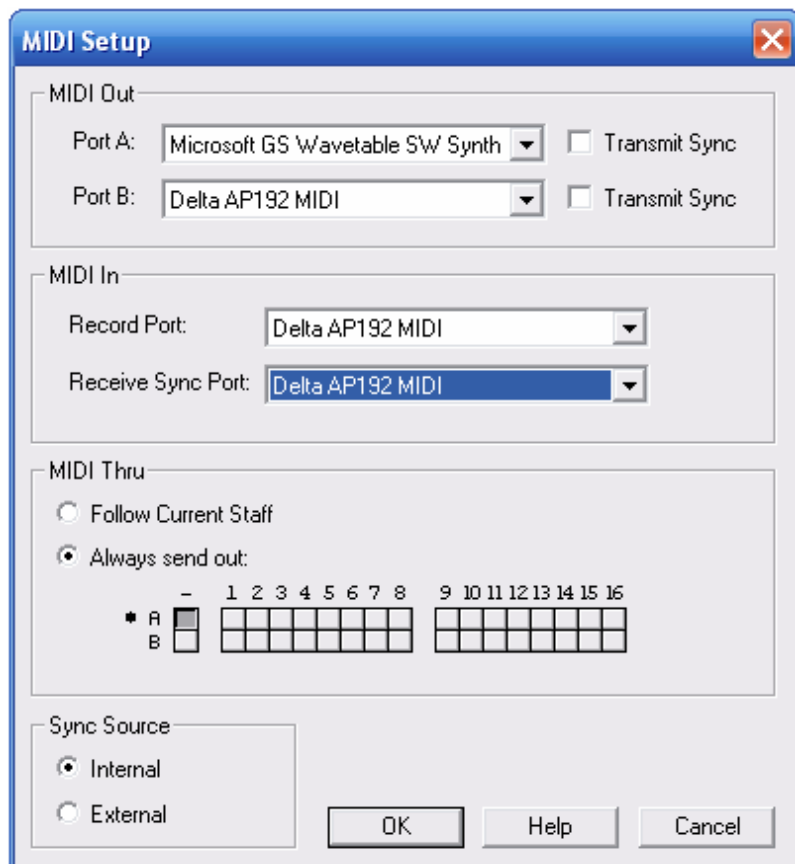 MIDI Setup
MIDI Out
Port A: Microsoft GS Wavetable SW Synth Transmit Sync
Port B: Delta AP192 MIDI Transmit Sync
MIDI In
Record Port: Delta AP192 MIDI
Receive Sync Port: Delta AP192 MIDI
MIDI Thru
Follow Current Staff
Always send out:
– 1 2 3 4 5 6 7 8 9 10 11 12 13 14 15 16
A
B
Sync Source
Internal
External
OK Help Cancel